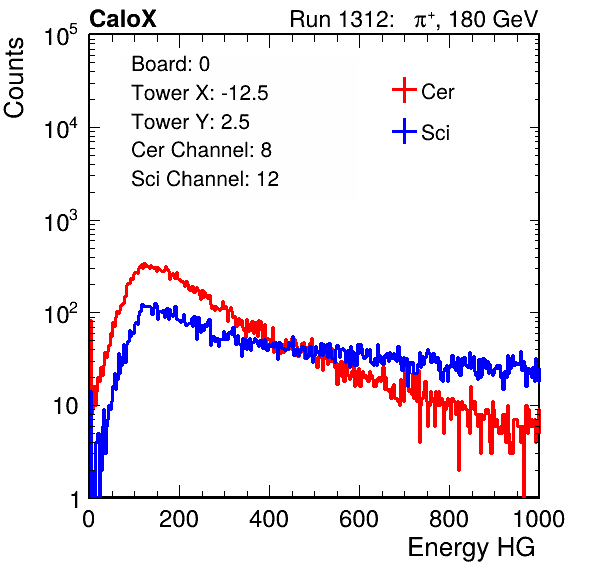 CaloX Run 1312: π⁺, 180 GeV
Counts
10⁵
10⁴
10³
10²
10
1
Board: 0
Tower X: -12.5
Tower Y: 2.5
Cer Channel: 8
Sci Channel: 12
Cer
Sci
0 200 400 600 800 1000
Energy HG